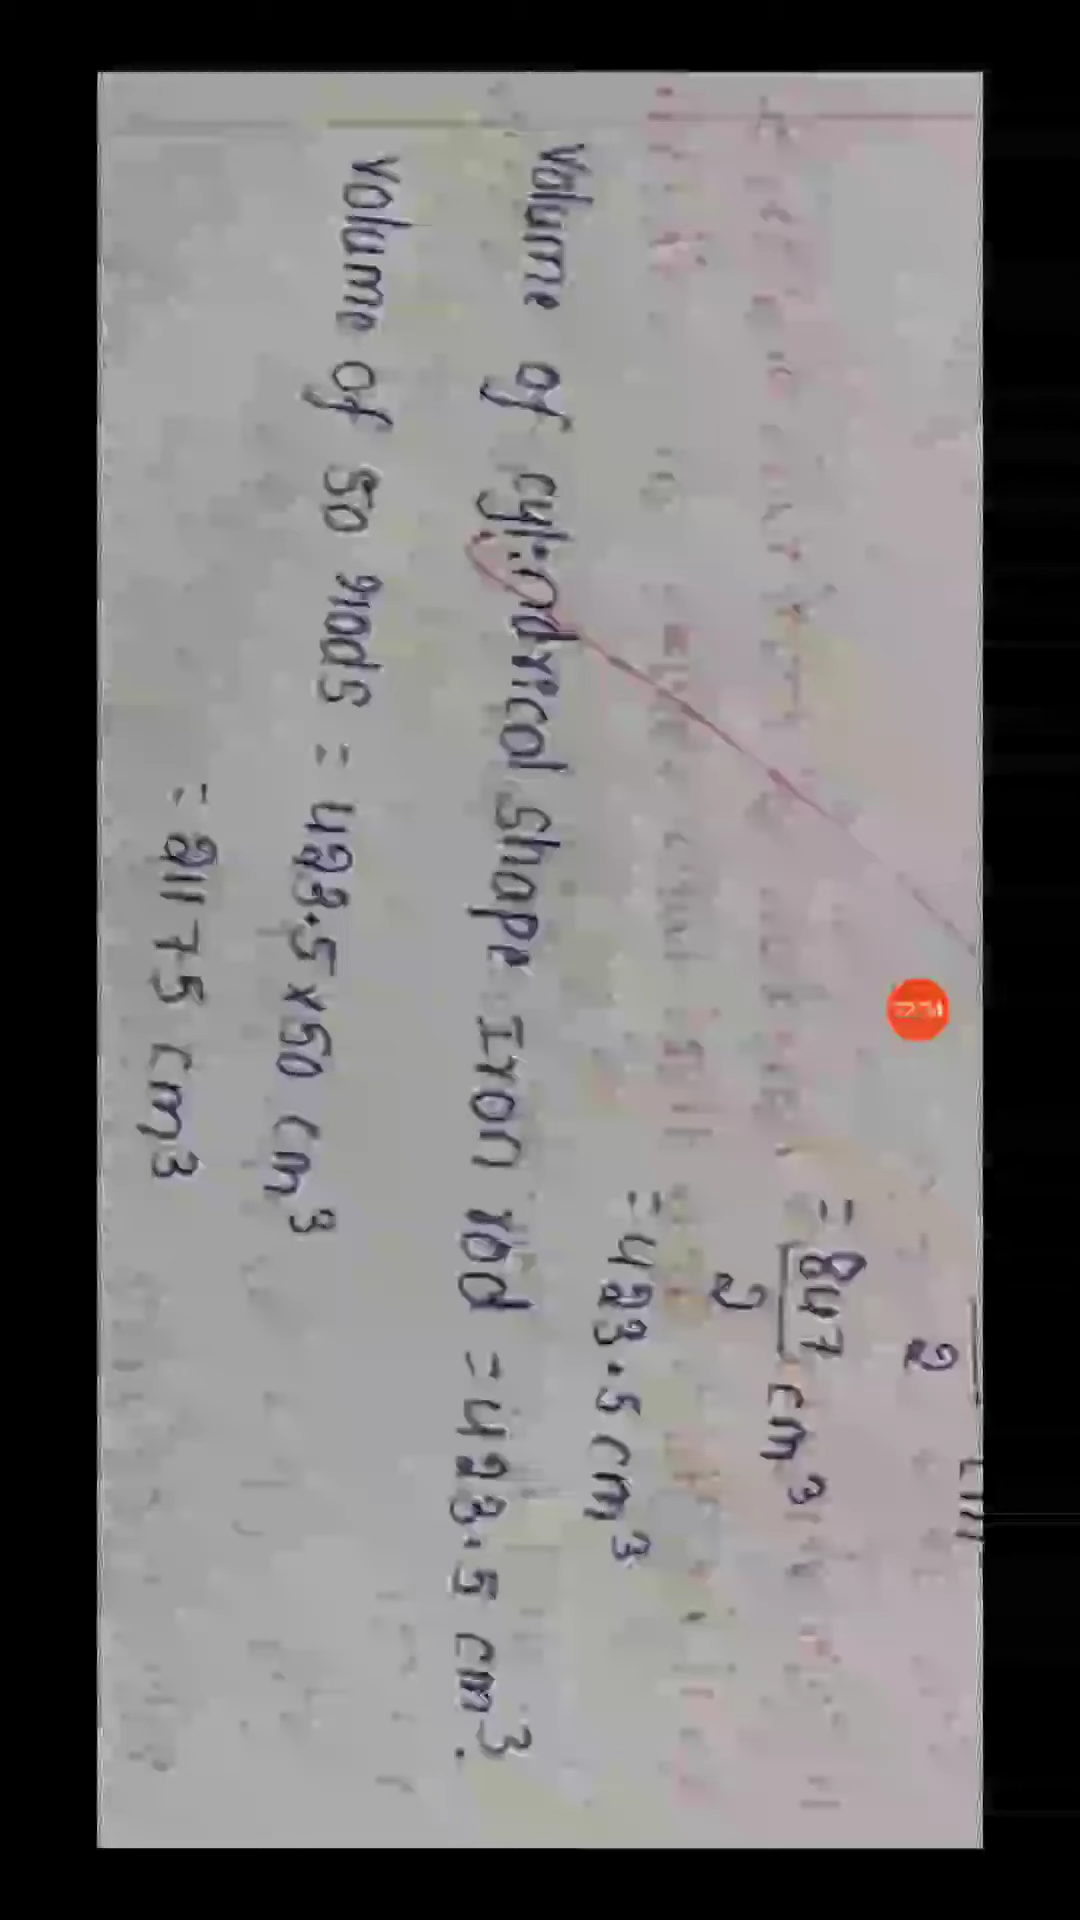 2
= 847/2 cm³
= 423.5 cm³
Volume of cylindrical shape Iron rod = 423.5 cm³.
Volume of 50 rods = 423.5 x 50 cm³
= 21175 cm³